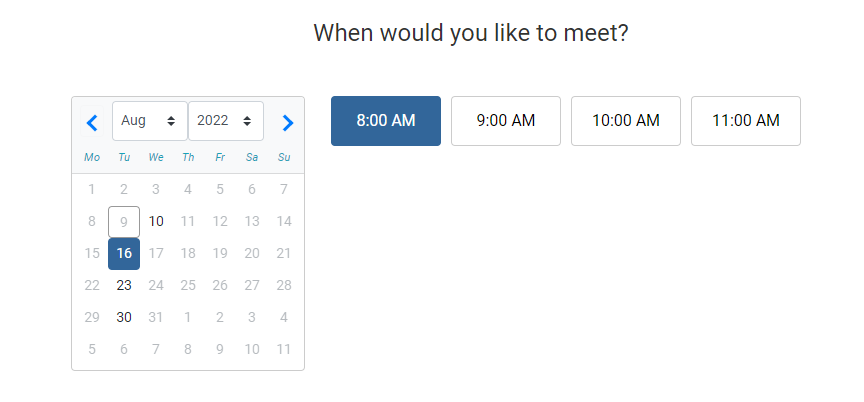 When would you like to meet?
Aug 2022
8:00 AM 9:00 AM 10:00 AM 11:00 AM
Mo Tu We Th Fr Sa Su
1 2 3 4 5 6 7
8 9 10 11 12 13 14
15 16 17 18 19 20 21
22 23 24 25 26 27 28
29 30 31 1 2 3 4
5 6 7 8 9 10 11